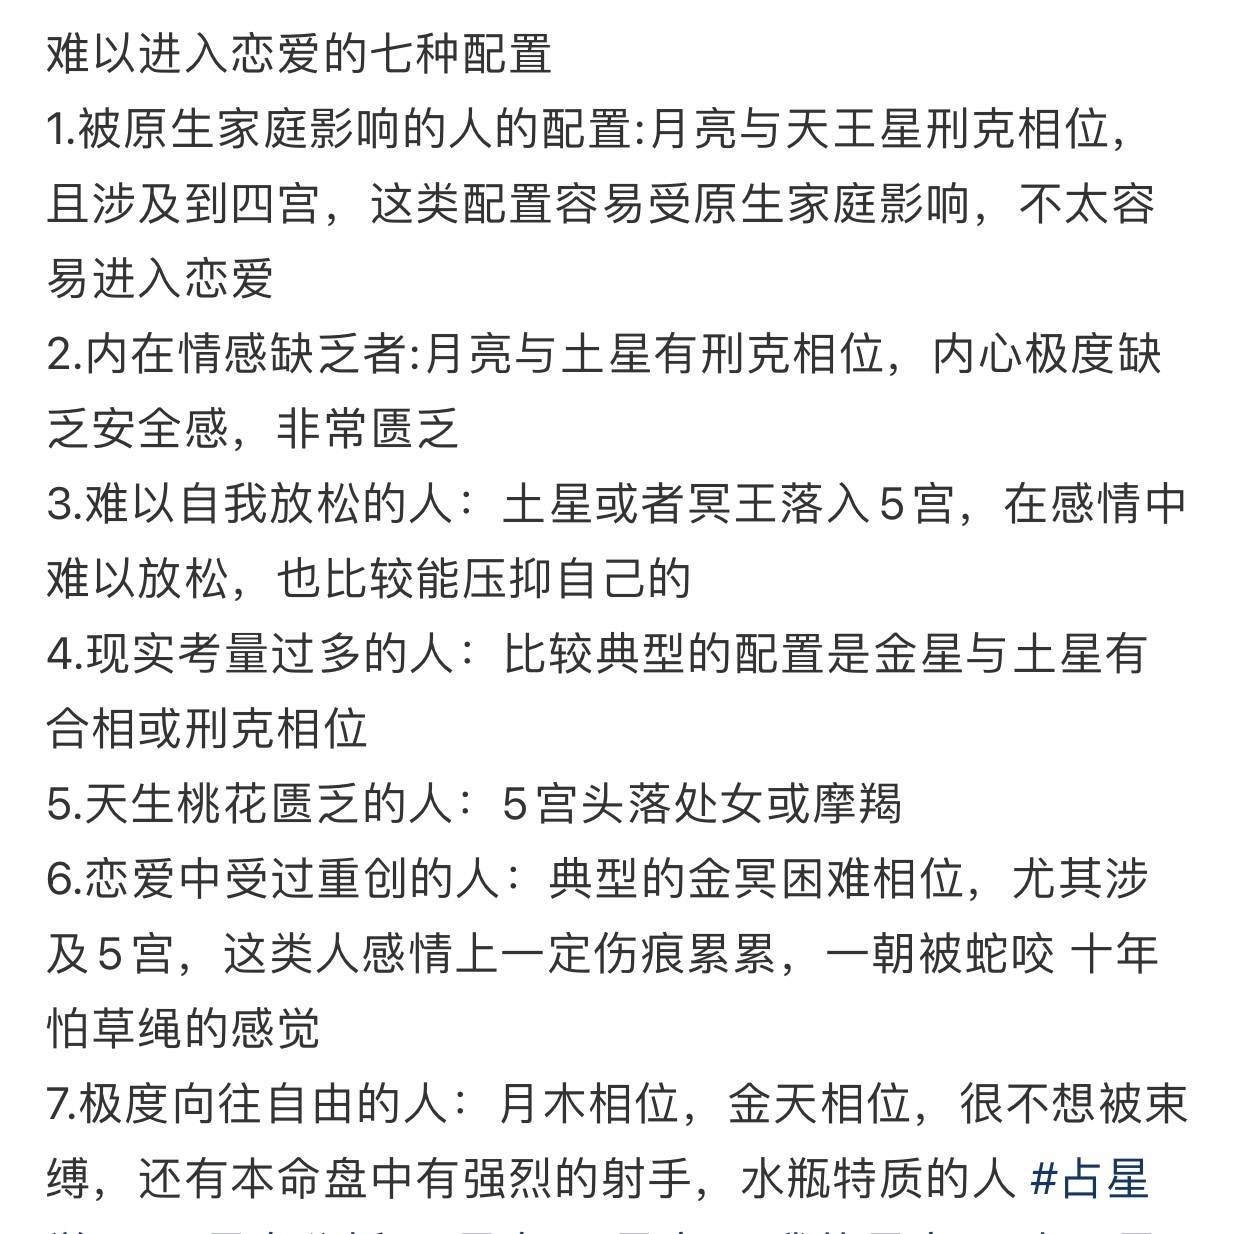 难以进入恋爱的七种配置
1.被原生家庭影响的人的配置:月亮与天王星刑克相位，
且涉及到四宫，这类配置容易受原生家庭影响，不太容
易进入恋爱
2.内在情感缺乏者:月亮与土星有刑克相位，内心极度缺
乏安全感，非常匮乏
3.难以自我放松的人：土星或者冥王落入5宫，在感情中
难以放松，也比较能压抑自己的
4.现实考量过多的人：比较典型的配置是金星与土星有
合相或刑克相位
5.天生桃花匮乏的人：5宫头落处女或摩羯
6.恋爱中受过重创的人：典型的金冥困难相位，尤其涉
及5宫，这类人感情上一定伤痕累累，一朝被蛇咬 十年
怕草绳的感觉
7.极度向往自由的人：月木相位，金天相位，很不想被束
缚，还有本命盘中有强烈的射手，水瓶特质的人 #占星